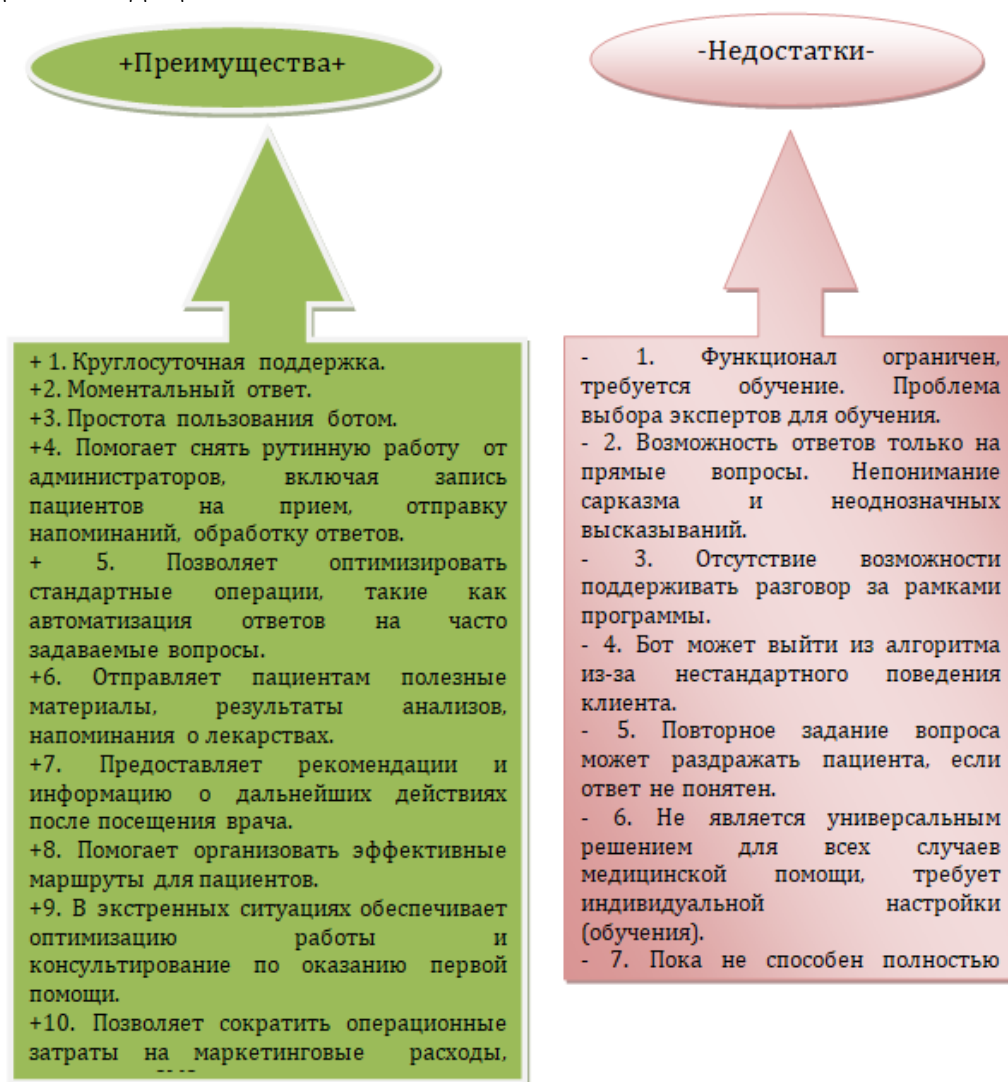 +Преимущества+
+ 1. Круглосуточная поддержка.
+2. Моментальный ответ.
+3. Простота пользования ботом.
+4. Помогает снять рутинную работу от
администраторов, включая запись
пациентов на прием, отправку
напоминаний, обработку ответов.
+ 5. Позволяет оптимизировать
стандартные операции, такие как
автоматизация ответов на часто
задаваемые вопросы.
+6. Отправляет пациентам полезные
материалы, результаты анализов,
напоминания о лекарствах.
+7. Предоставляет рекомендации и
информацию о дальнейших действиях
после посещения врача.
+8. Помогает организовать эффективные
маршруты для пациентов.
+9. В экстренных ситуациях обеспечивает
оптимизацию работы и
консультирование по оказанию первой
помощи.
+10. Позволяет сократить операционные
затраты на маркетинговые расходы,
-Недостатки-
- 1. Функционал ограничен,
требуется обучение. Проблема
выбора экспертов для обучения.
- 2. Возможность ответов только на
прямые вопросы. Непонимание
сарказма и неоднозначных
высказываний.
- 3. Отсутствие возможности
поддерживать разговор за рамками
программы.
- 4. Бот может выйти из алгоритма
из-за нестандартного поведения
клиента.
- 5. Повторное задание вопроса
может раздражать пациента, если
ответ не понятен.
- 6. Не является универсальным
решением для всех случаев
медицинской помощи, требует
индивидуальной настройки
(обучения).
- 7. Пока не способен полностью